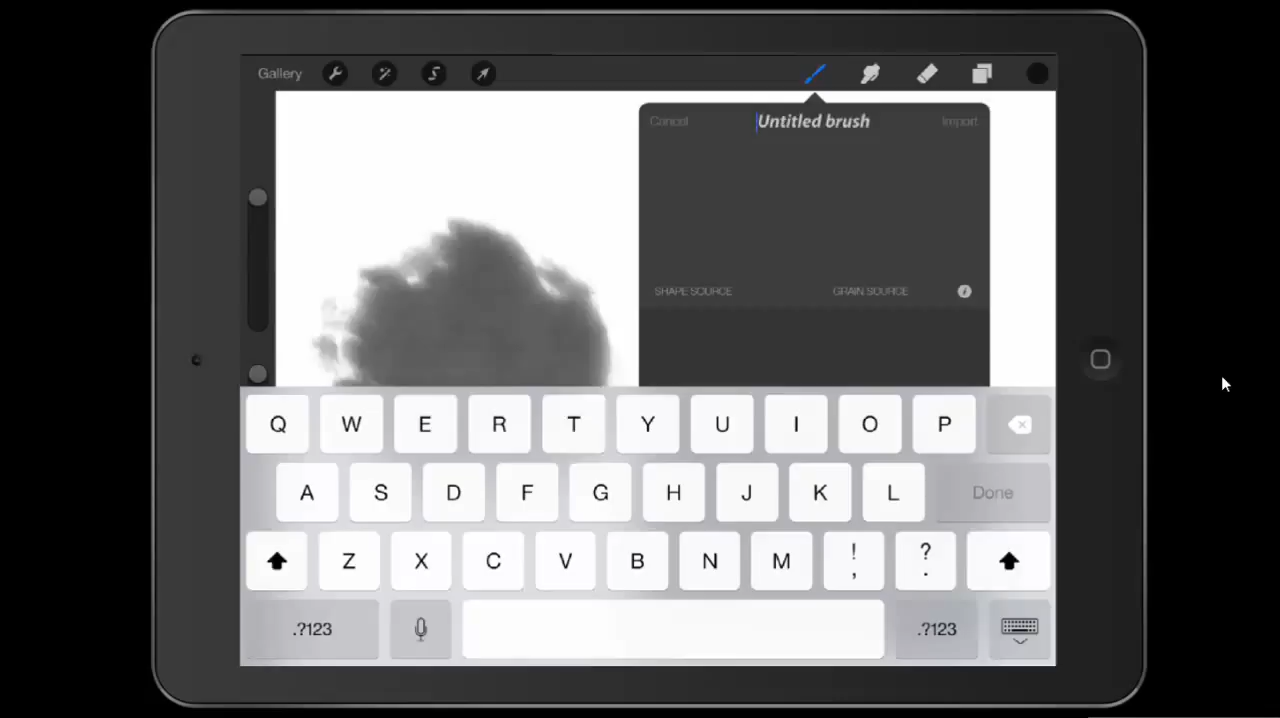 Gallery
Cancel Untitled brush Import
SHAPE SOURCE GRAIN SOURCE i
Q W E R T Y U I O P
A S D F G H J K L Done
Z X C V B N M ! , ? .
.?123 .?123